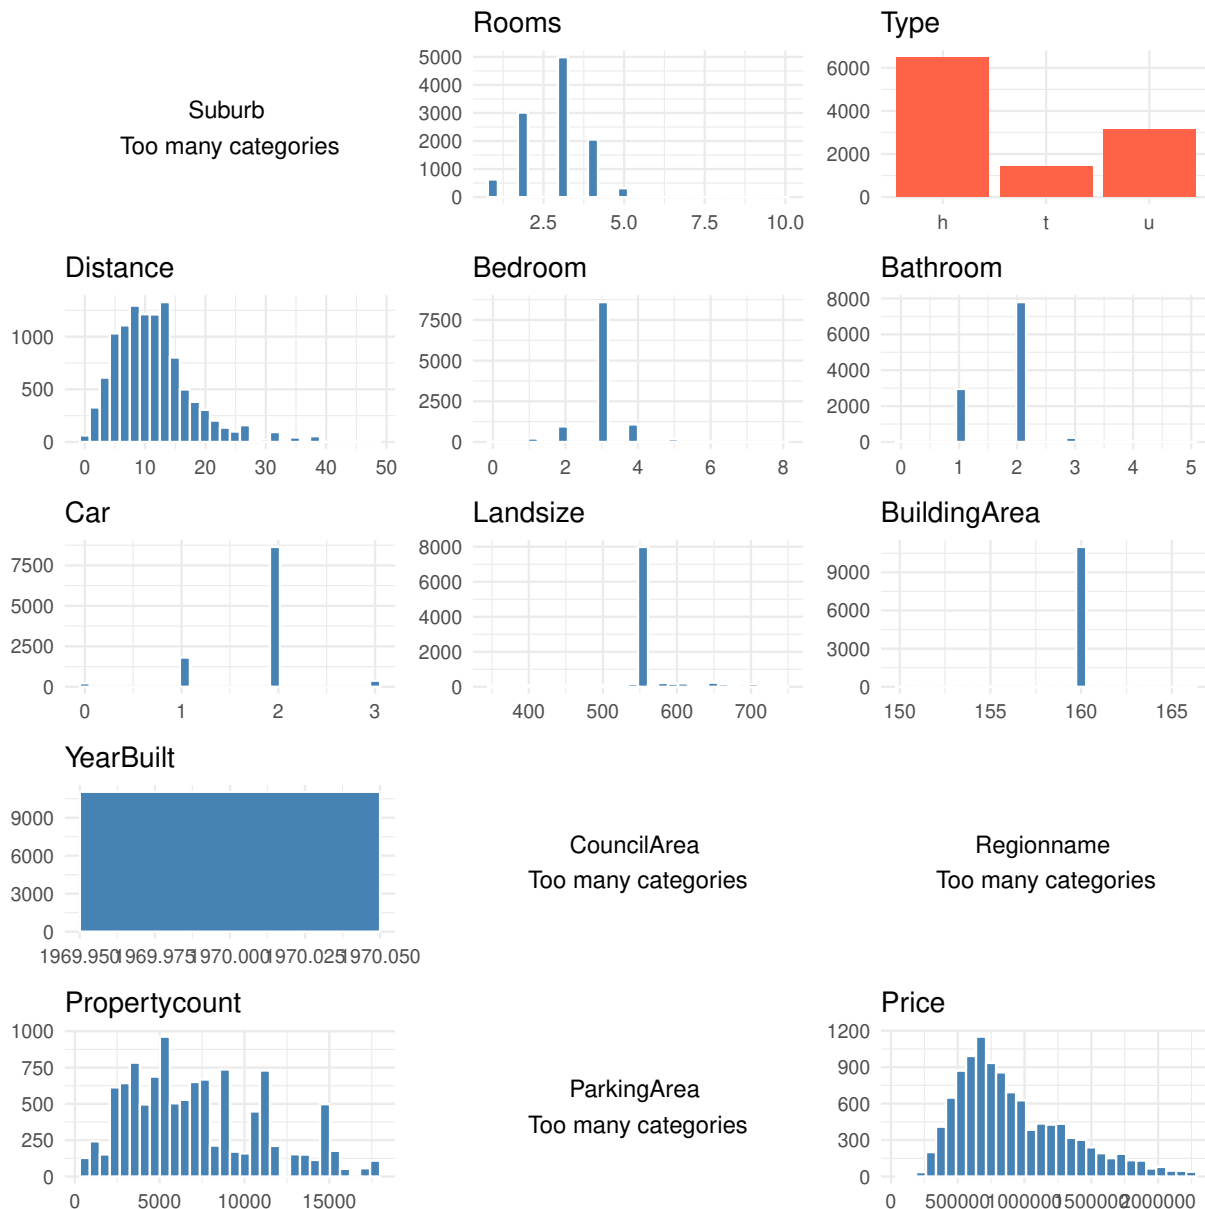 Suburb
Too many categories
Rooms
5000
4000
3000
2000
1000
0
2.5 5.0 7.5 10.0
Type
6000
4000
2000
0
h t u
Distance
1000
500
0
0 10 20 30 40 50
Bedroom
7500
5000
2500
0
0 2 4 6 8
Bathroom
8000
6000
4000
2000
0
0 1 2 3 4 5
Car
7500
5000
2500
0
0 1 2 3
Landsize
8000
6000
4000
2000
0
400 500 600 700
BuildingArea
9000
6000
3000
0
150 155 160 165
YearBuilt
9000
6000
3000
0
1969.950 1969.975 1970.000 1970.025 1970.050
CouncilArea
Too many categories
Regionname
Too many categories
Propertycount
1000
750
500
250
0
0 5000 10000 15000
ParkingArea
Too many categories
Price
1200
900
600
300
0
0 500000 1000000 1500000 2000000